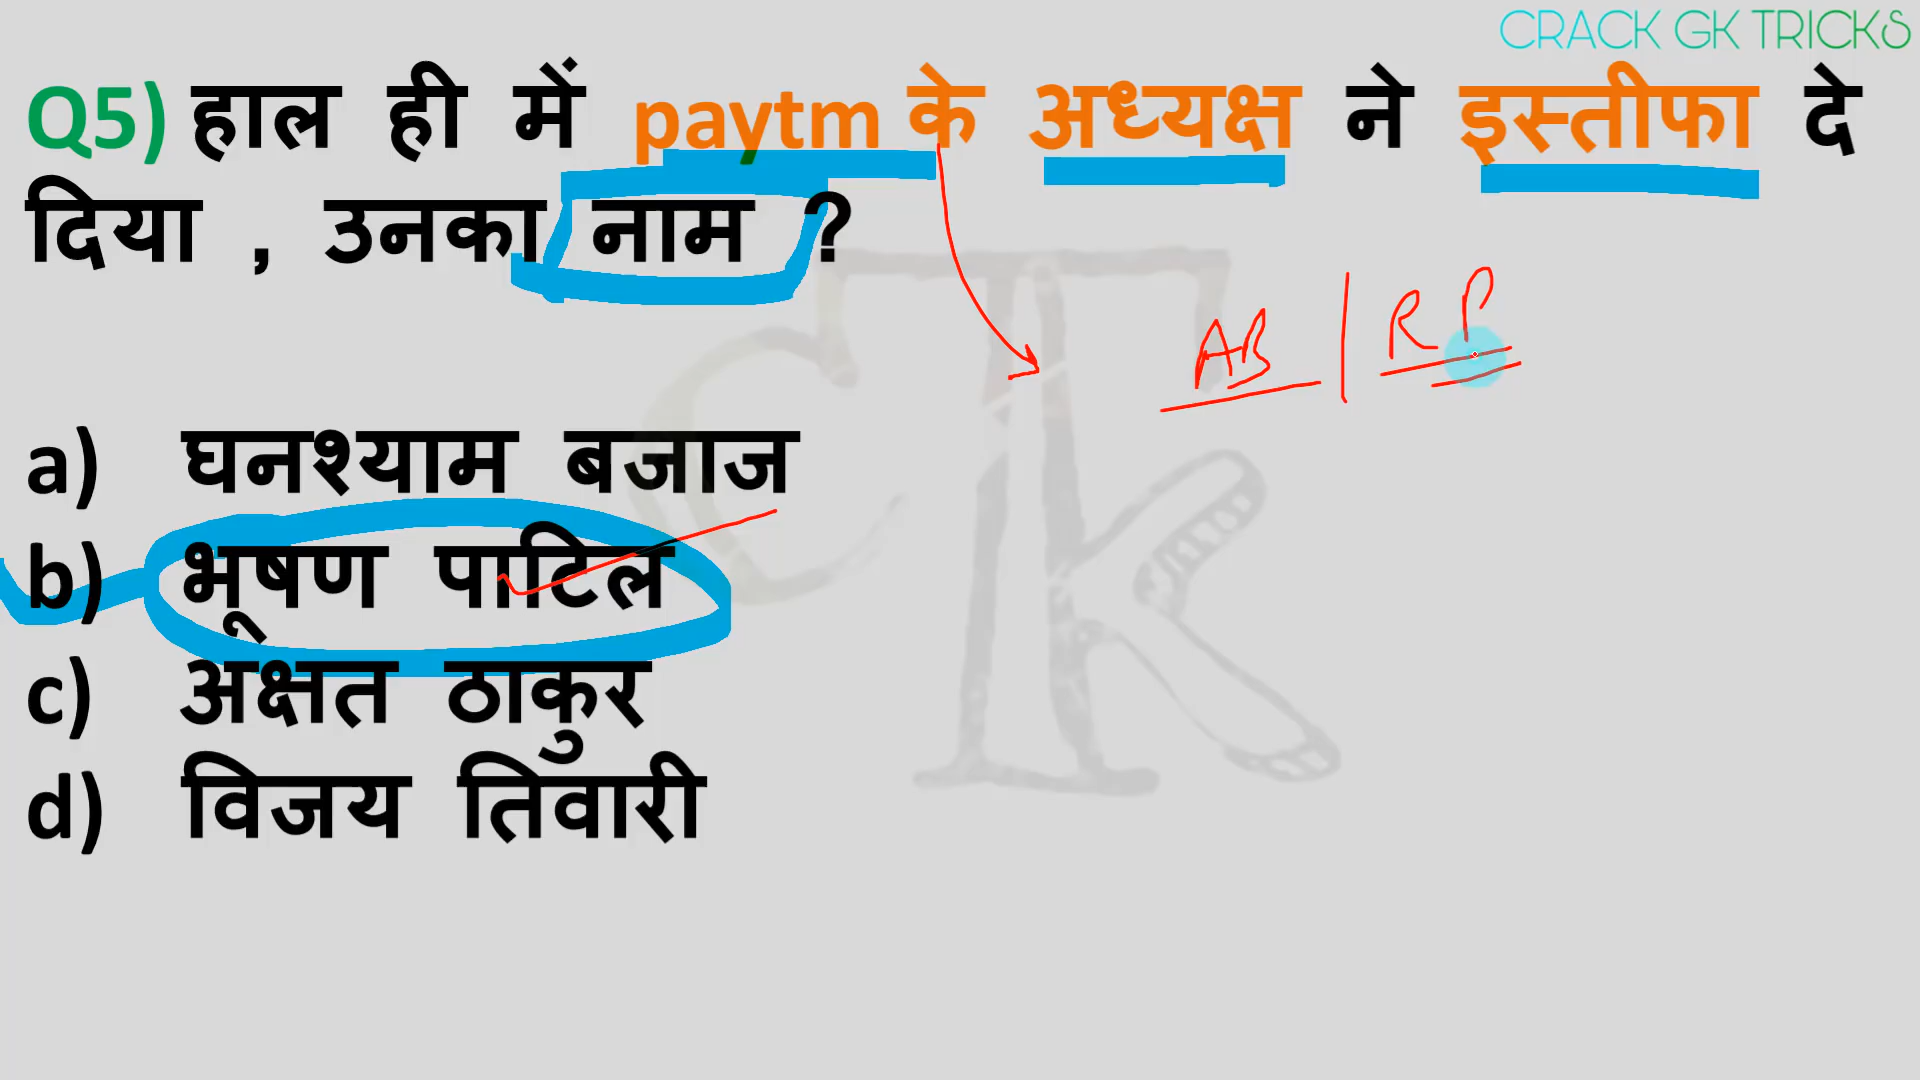 CRACK GK TRICKS
Q5) हाल ही में paytm के अध्यक्ष ने इस्तीफा दे
दिया , उनका नाम ?
AB | RP
a) घनश्याम बजाज
b) भूषण पाटिल
c) अक्षत ठाकुर
d) विजय तिवारी